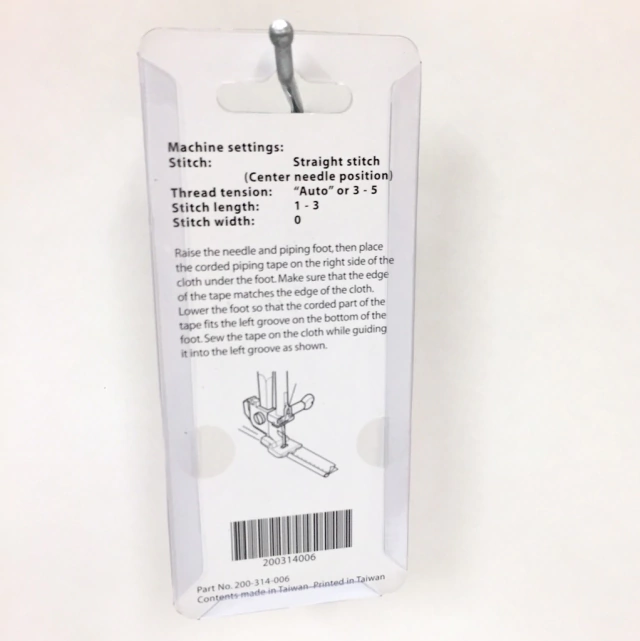 Machine settings:
Stitch: Straight stitch
(Center needle position)
Thread tension: "Auto" or 3 - 5
Stitch length: 1 - 3
Stitch width: 0
Raise the needle and piping foot, then place
the corded piping tape on the right side of the
cloth under the foot. Make sure that the edge
of the tape matches the edge of the cloth.
Lower the foot so that the corded part of the
tape fits the left groove on the bottom of the
foot. Sew the tape on the cloth while guiding
it into the left groove as shown.
200314006
Part No. 200-314-006
Contents made in Taiwan Printed in Taiwan